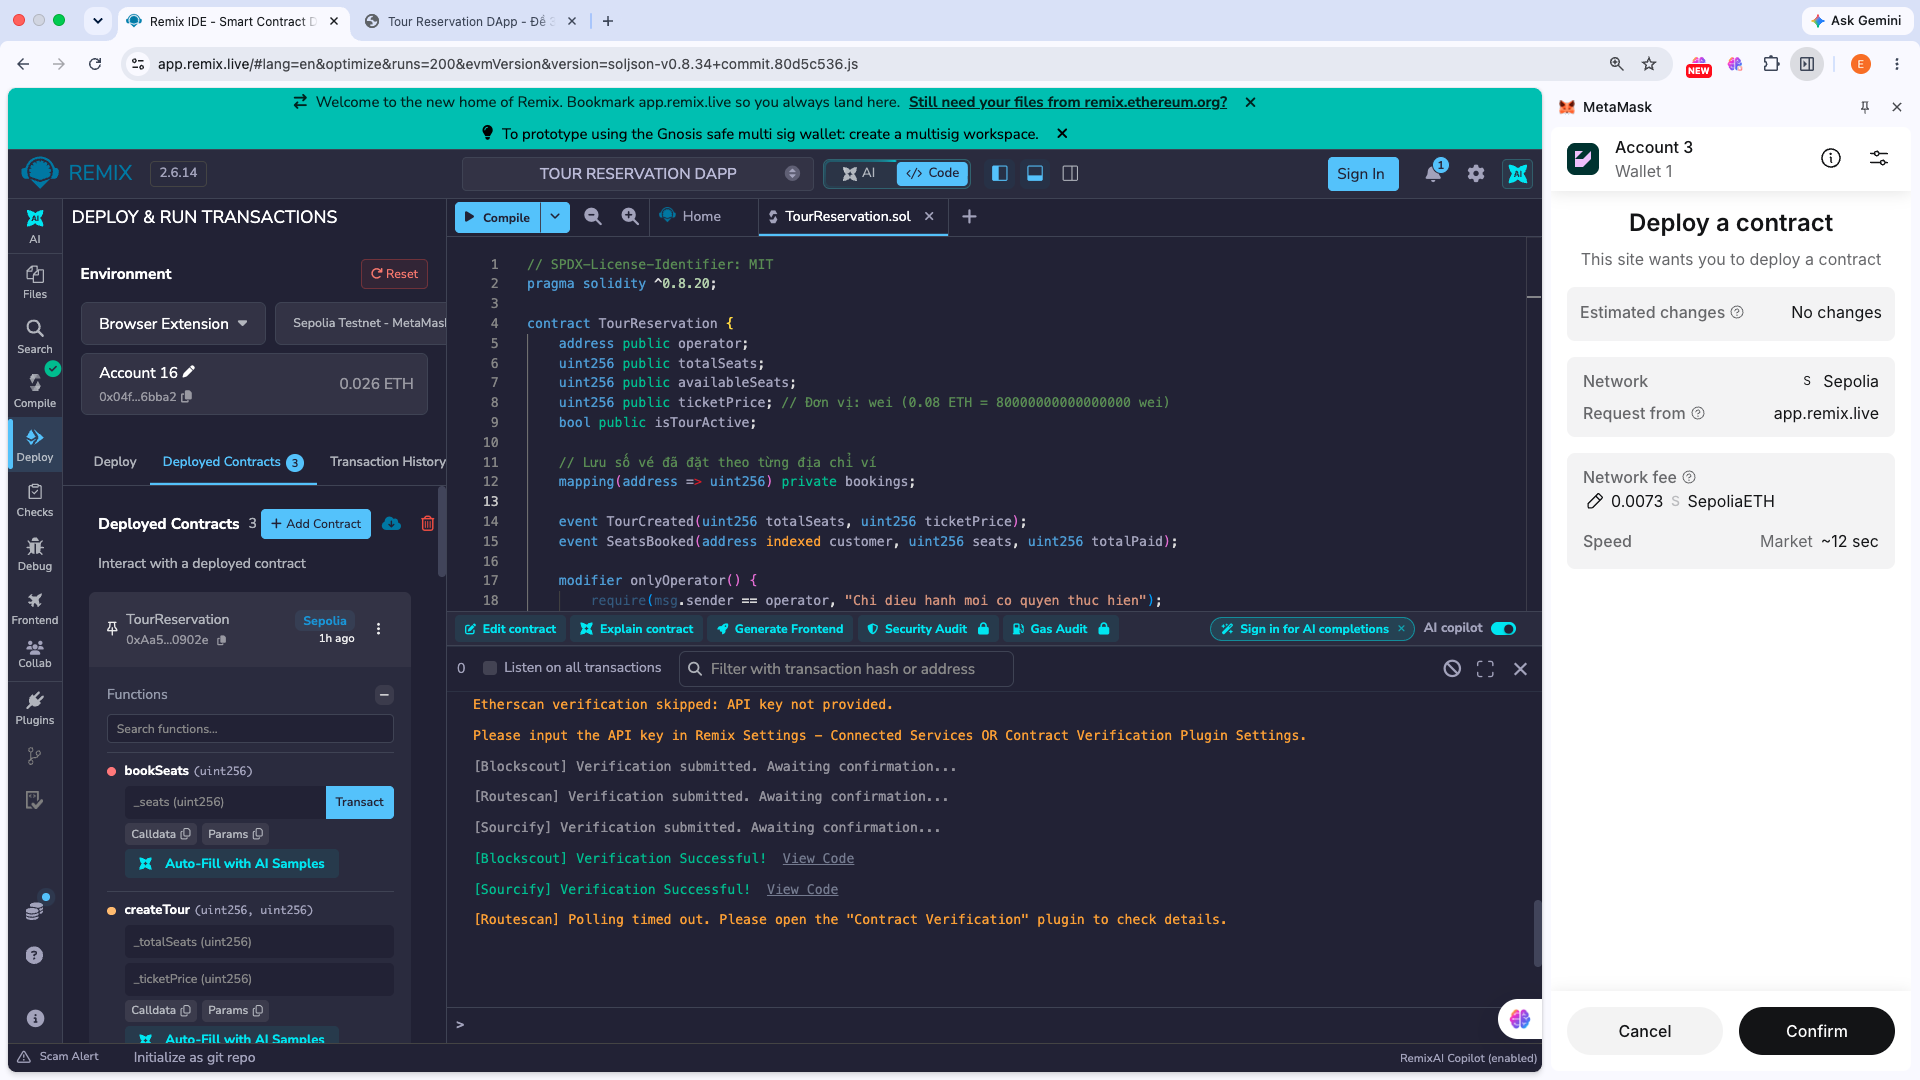 Remix IDE - Smart Contract D
Tour Reservation DApp - Đề 3
Ask Gemini
app.remix.live/#lang=en&optimize&runs=200&evmVersion&version=soljson-v0.8.34+commit.80d5c536.js
NEW
E
Welcome to the new home of Remix. Bookmark app.remix.live so you always land here. Still need your files from remix.ethereum.org?
To prototype using the Gnosis safe multi sig wallet: create a multisig workspace.
REMIX
2.6.14
TOUR RESERVATION DAPP
AI
</> Code
Sign In
1
AI
AI
Files
Search
Compile
Deploy
Checks
Debug
Frontend
Collab
Plugins
DEPLOY & RUN TRANSACTIONS
Environment
Reset
Browser Extension
Sepolia Testnet - MetaMask
Account 16
0x04f...6bba2
0.026 ETH
Deploy
Deployed Contracts 3
Transaction History
Deployed Contracts 3
+ Add Contract
Interact with a deployed contract
TourReservation
0xAa5...0902e
Sepolia
1h ago
Functions
Search functions...
bookSeats (uint256)
_seats (uint256)
Transact
Calldata
Params
Auto-Fill with AI Samples
createTour (uint256, uint256)
_totalSeats (uint256)
_ticketPrice (uint256)
Calldata
Params
Auto-Fill with AI Samples
Compile
Home
TourReservation.sol
1 // SPDX-License-Identifier: MIT
2 pragma solidity ^0.8.20;
3
4 contract TourReservation {
5 address public operator;
6 uint256 public totalSeats;
7 uint256 public availableSeats;
8 uint256 public ticketPrice; // Đơn vị: wei (0.08 ETH = 80000000000000000 wei)
9 bool public isTourActive;
10
11 // Lưu số vé đã đặt theo từng địa chỉ ví
12 mapping(address => uint256) private bookings;
13
14 event TourCreated(uint256 totalSeats, uint256 ticketPrice);
15 event SeatsBooked(address indexed customer, uint256 seats, uint256 totalPaid);
16
17 modifier onlyOperator() {
18 require(msg.sender == operator, "Chi dieu hanh moi co quyen thuc hien");
Edit contract
Explain contract
Generate Frontend
Security Audit
Gas Audit
Sign in for AI completions ×
AI copilot
0
Listen on all transactions
Filter with transaction hash or address
Etherscan verification skipped: API key not provided.
Please input the API key in Remix Settings - Connected Services OR Contract Verification Plugin Settings.
[Blockscout] Verification submitted. Awaiting confirmation...
[Routescan] Verification submitted. Awaiting confirmation...
[Sourcify] Verification submitted. Awaiting confirmation...
[Blockscout] Verification Successful! View Code
[Sourcify] Verification Successful! View Code
[Routescan] Polling timed out. Please open the "Contract Verification" plugin to check details.
>
Scam Alert
Initialize as git repo
RemixAI Copilot (enabled)
MetaMask
Account 3
Wallet 1
Deploy a contract
This site wants you to deploy a contract
Estimated changes
No changes
Network
S Sepolia
Request from
app.remix.live
Network fee
0.0073 S SepoliaETH
Speed
Market ~12 sec
Cancel
Confirm